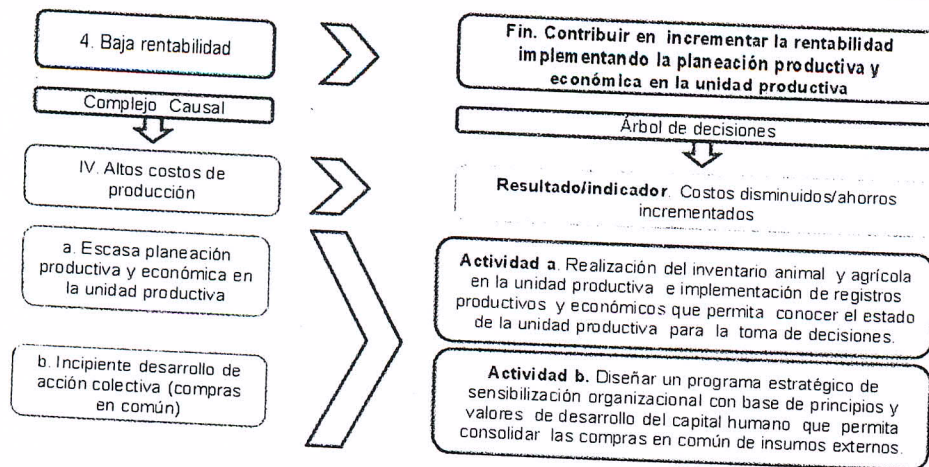 4. Baja rentabilidad
Fin. Contribuir en incrementar la rentabilidad
implementando la planeación productiva y
económica en la unidad productiva
Complejo Causal
Árbol de decisiones
IV. Altos costos de
producción
Resultado/indicador. Costos disminuidos/ahorros
incrementados
a. Escasa planeación
productiva y económica en
la unidad productiva
Actividad a. Realización del inventario animal y agrícola
en la unidad productiva e implementación de registros
productivos y económicos que permita conocer el estado
de la unidad productiva para la toma de decisiones.
b. Incipiente desarrollo de
acción colectiva (compras
en común)
Actividad b. Diseñar un programa estratégico de
sensibilización organizacional con base de principios y
valores de desarrollo del capital humano que permita
consolidar las compras en común de insumos externos.